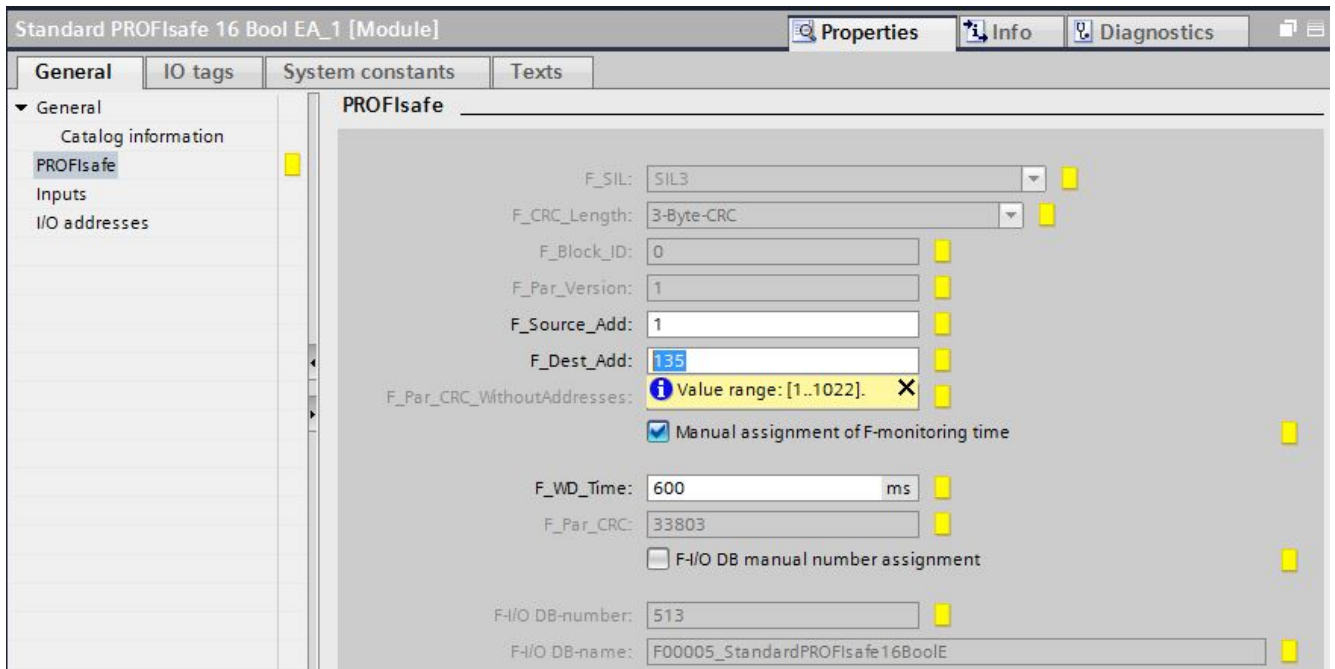 Standard PROFIsafe 16 Bool EA_1 [Module]
Properties
Info
Diagnostics
General
IO tags
System constants
Texts
General
Catalog information
PROFIsafe
Inputs
I/O addresses
PROFIsafe
F_SIL: SIL3
F_CRC_Length: 3-Byte-CRC
F_Block_ID: 0
F_Par_Version: 1
F_Source_Add: 1
F_Dest_Add: 135
F_Par_CRC_WithoutAddresses: Value range: [1..1022].
Manual assignment of F-monitoring time
F_WD_Time: 600 ms
F_Par_CRC: 33803
F-I/O DB manual number assignment
F-I/O DB-number: 513
F-I/O DB-name: F00005_StandardPROFIsafe16BoolE